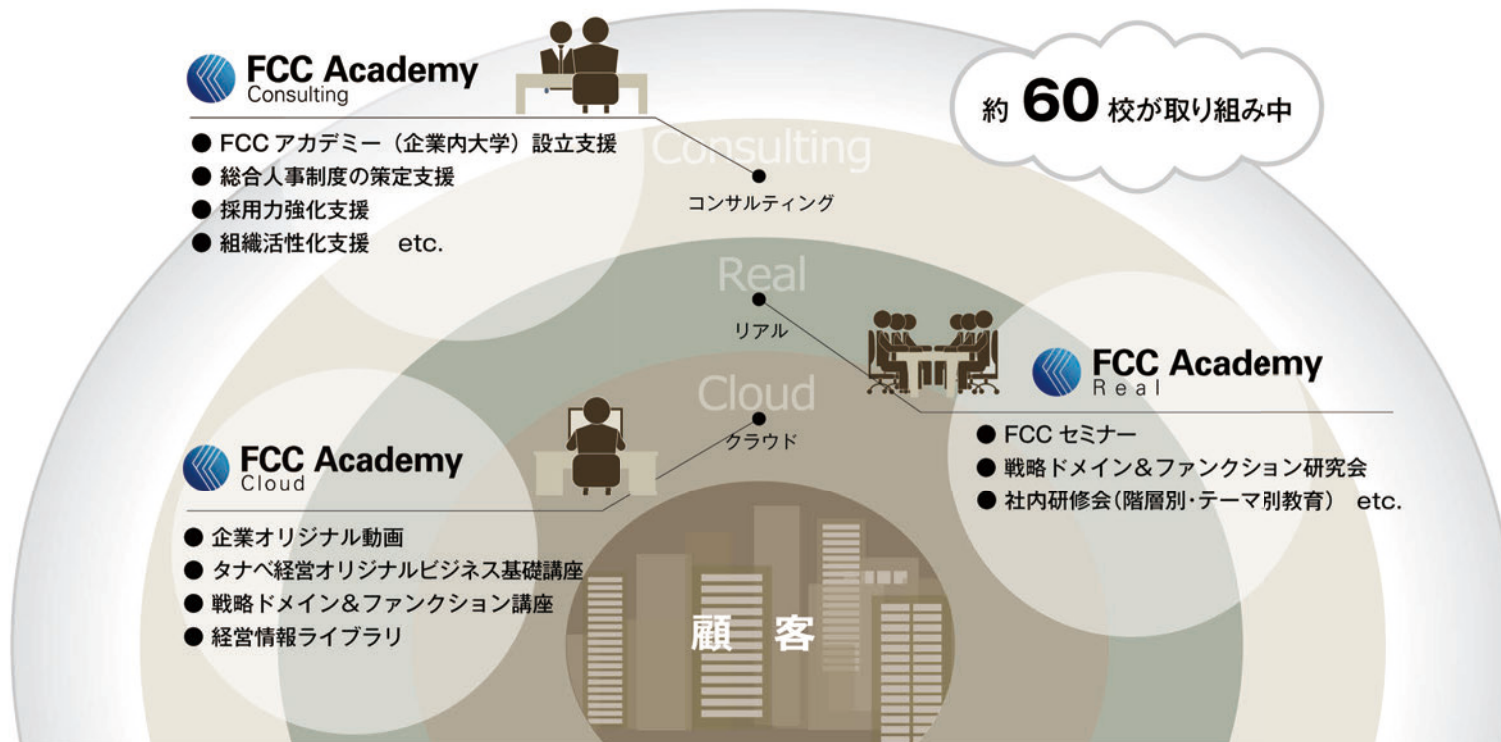 FCC Academy
Consulting
● FCC アカデミー（企業内大学）設立支援
● 総合人事制度の策定支援
● 採用力強化支援
● 組織活性化支援　etc.
約 60 校が取り組み中
Consulting
コンサルティング
Real
リアル
Cloud
クラウド
FCC Academy
Real
● FCC セミナー
● 戦略ドメイン＆ファンクション研究会
● 社内研修会（階層別・テーマ別教育）　etc.
FCC Academy
Cloud
● 企業オリジナル動画
● タナベ経営オリジナルビジネス基礎講座
● 戦略ドメイン＆ファンクション講座
● 経営情報ライブラリ
顧　客